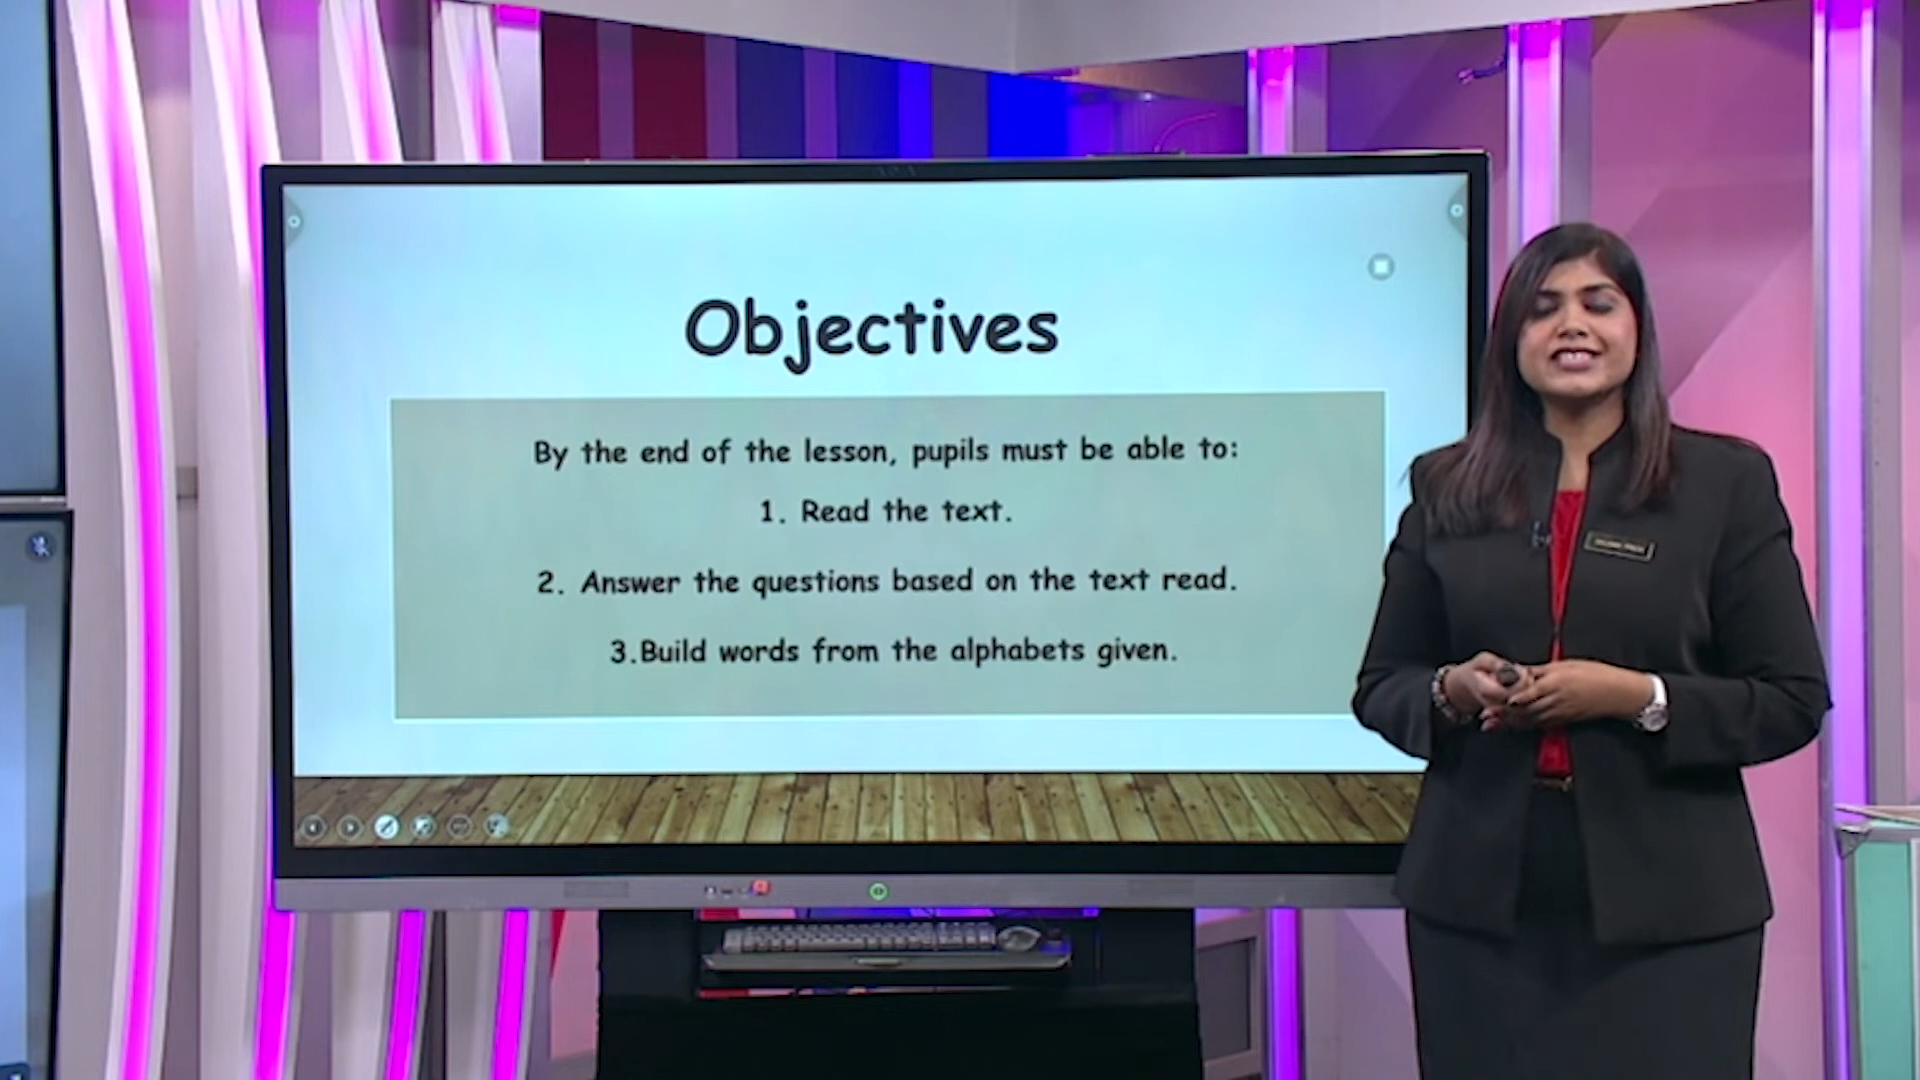 Objectives
By the end of the lesson, pupils must be able to:
1. Read the text.
2. Answer the questions based on the text read.
3.Build words from the alphabets given.